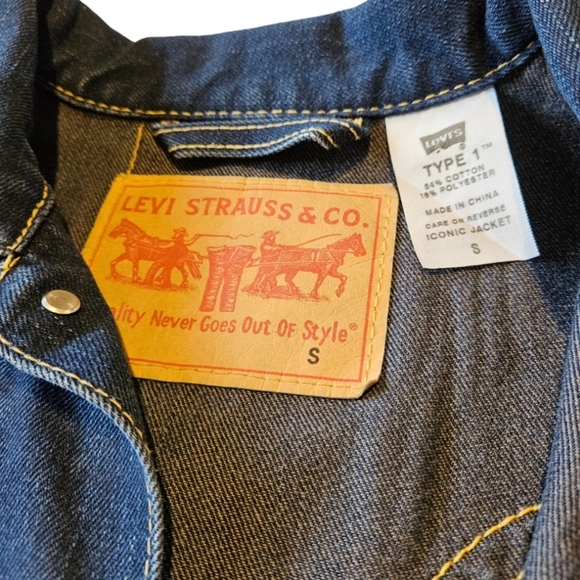 LEVI STRAUSS & CO.
ality Never Goes Out Of Style®
S
Levi's
TYPE 1™
84% COTTON
16% POLYESTER
MADE IN CHINA
CARE ON REVERSE
ICONIC JACKET
S